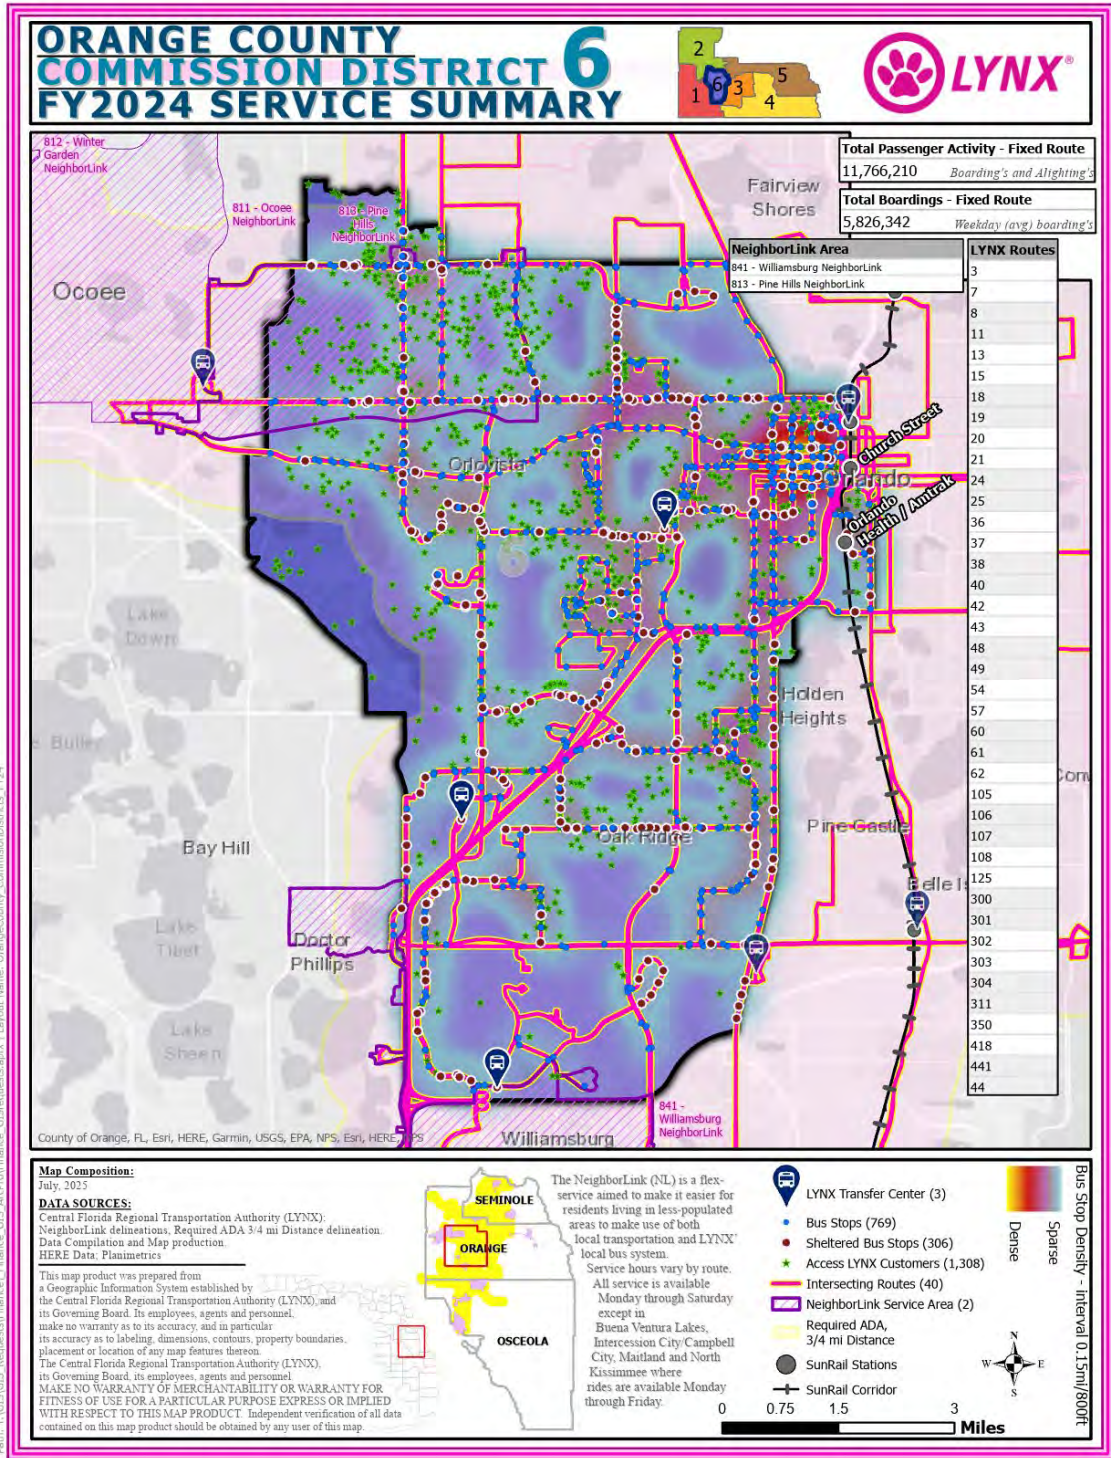 ORANGE COUNTY
COMMISSION DISTRICT 6
FY2024 SERVICE SUMMARY
2
5
1
6
3
4
LYNX®
812 - Winter
Garden
NeighborLink
811 - Ocoee
NeighborLink
813 - Pine
Hills
NeighborLink
Fairview
Shores
Total Passenger Activity - Fixed Route
11,766,210 Boarding's and Alighting's
Total Boardings - Fixed Route
5,826,342 Weekday (avg) boarding's
NeighborLink Area
841 - Williamsburg NeighborLink
813 - Pine Hills NeighborLink
LYNX Routes
3
7
8
11
13
15
18
19
20
21
24
25
36
37
38
40
42
43
48
49
54
57
60
61
62
105
106
107
108
125
300
301
302
303
304
311
350
418
441
44
Ocoee
Orlovista
Church Street
Orlando
Orlando
Health / Amtrak
Lake
Down
Holden
Heights
Pine Castle
Bay Hill
Oak Ridge
Lake
Doctor
Phillips
Lake
Sheen
841 -
Williamsburg
NeighborLink
Williamsburg
County of Orange, FL, Esri, HERE, Garmin, USGS, EPA, NPS, Esri, HERE, NPS
Map Composition:
July, 2025
DATA SOURCES:
Central Florida Regional Transportation Authority (LYNX);
NeighborLink delineations, Required ADA 3/4 mi Distance delineation.
Data Compilation and Map production.
HERE Data; Planimetrics
This map product was prepared from
a Geographic Information System established by
the Central Florida Regional Transportation Authority (LYNX), and
its Governing Board. Its employees, agents and personnel,
make no warranty as to its accuracy, and in particular
its accuracy as to labeling, dimensions, contours, property boundaries,
placement or location of any map features thereon.
The Central Florida Regional Transportation Authority (LYNX),
its Governing Board, its employees, agents and personnel
MAKE NO WARRANTY OF MERCHANTABILITY OR WARRANTY FOR
FITNESS OF USE FOR A PARTICULAR PURPOSE EXPRESS OR IMPLIED
WITH RESPECT TO THIS MAP PRODUCT. Independent verification of all data
contained on this map product should be obtained by any user of this map.
SEMINOLE
ORANGE
OSCEOLA
The NeighborLink (NL) is a flex-
service aimed to make it easier for
residents living in less-populated
areas to make use of both
local transportation and LYNX'
local bus system.
Service hours vary by route.
All service is available
Monday through Saturday
except in
Buena Ventura Lakes,
Intercession City/Campbell
City, Maitland and North
Kissimmee where
rides are available Monday
through Friday.
LYNX Transfer Center (3)
Bus Stops (769)
Sheltered Bus Stops (306)
Access LYNX Customers (1,308)
Intersecting Routes (40)
NeighborLink Service Area (2)
Required ADA,
3/4 mi Distance
SunRail Stations
SunRail Corridor
Dense
Sparse
Bus Stop Density - interval 0.15mi/800ft
N
W
E
S
0 0.75 1.5 3
Miles